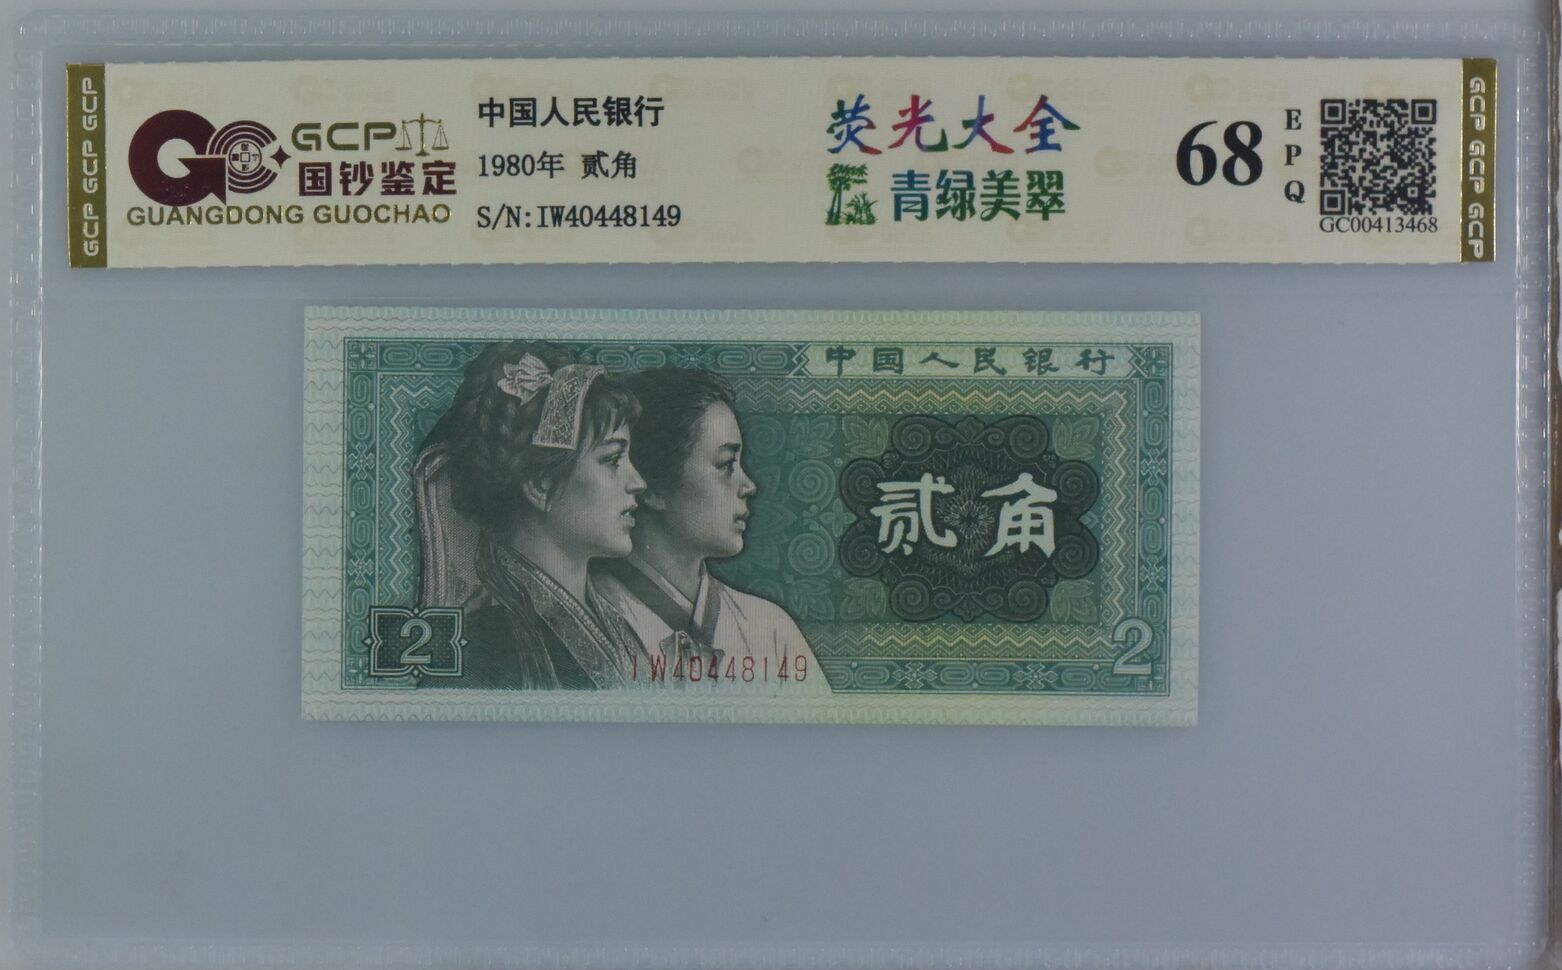 GCP GCP GCP
GCP
国钞鉴定
GUANGDONG GUOCHAO
中国人民银行
1980年 贰角
S/N:IW40448149
荧光大全
青绿美翠
68
EPQ
GC00413468
GCP GCP GCP
中国人民银行
贰角
2
2
IW40448149